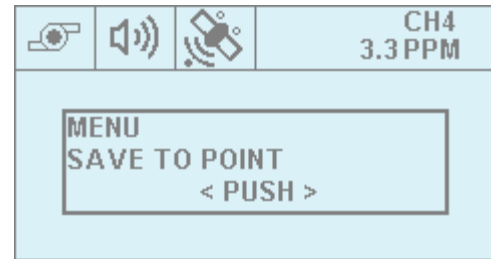 CH4
3.3 PPM
MENU
SAVE TO POINT
< PUSH >